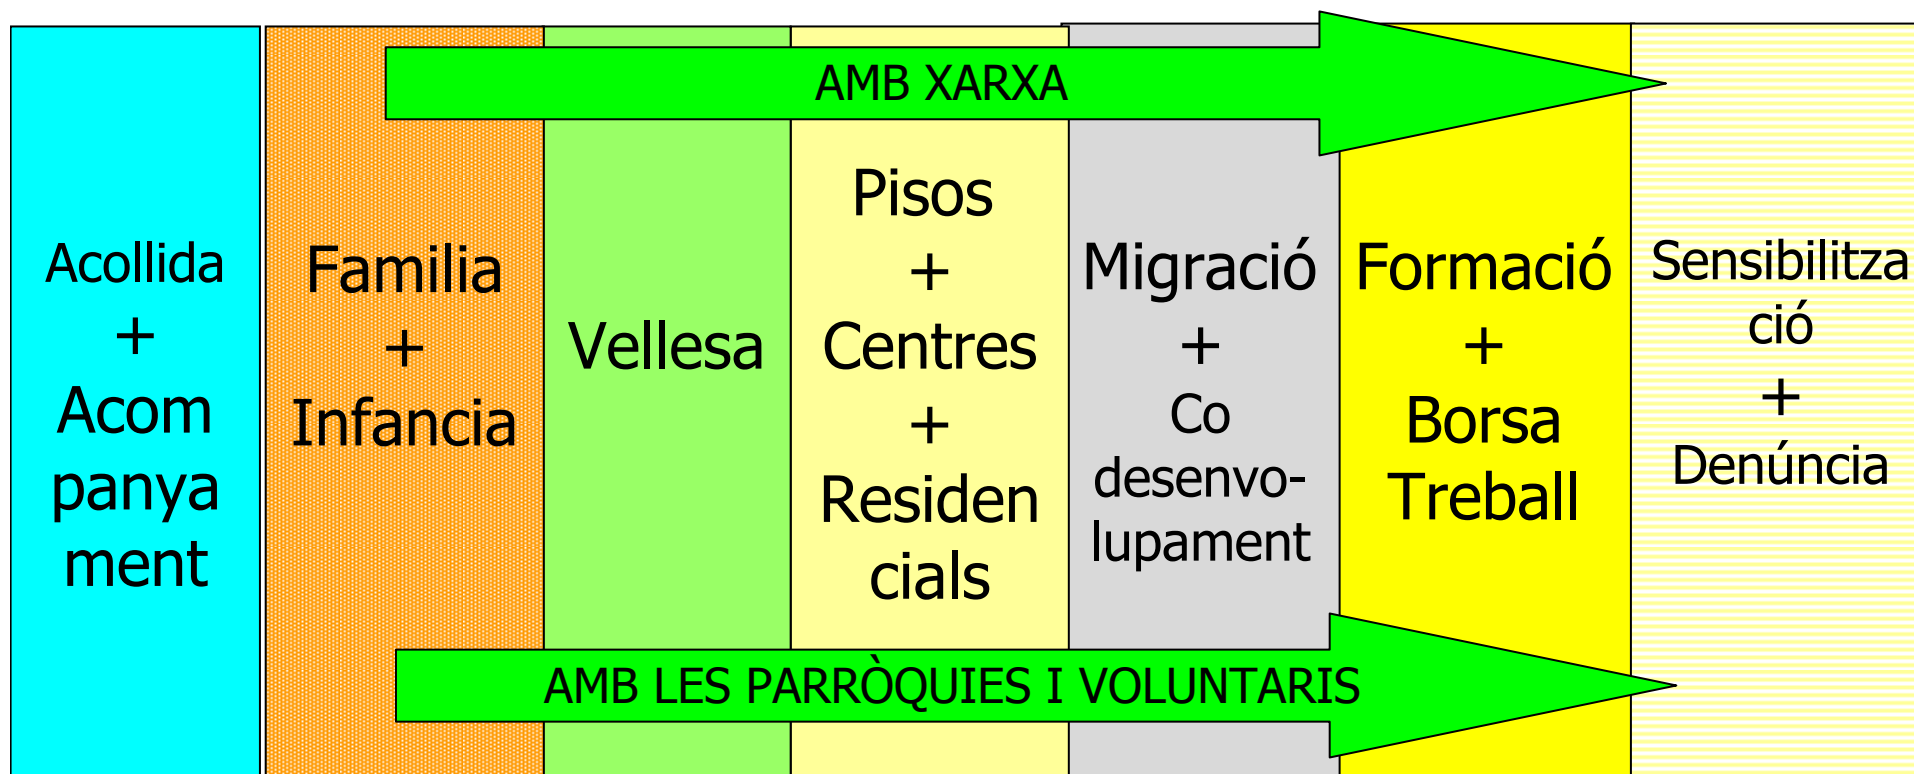 AMB XARXA
Acollida
+
Acom
panya
ment
Familia
+
Infancia
Vellesa
Pisos
+
Centres
+
Residen
cials
Migració
+
Co
desenvo-
lupament
Formació
+
Borsa
Treball
Sensibilitza
ció
+
Denúncia
AMB LES PARRÒQUIES I VOLUNTARIS